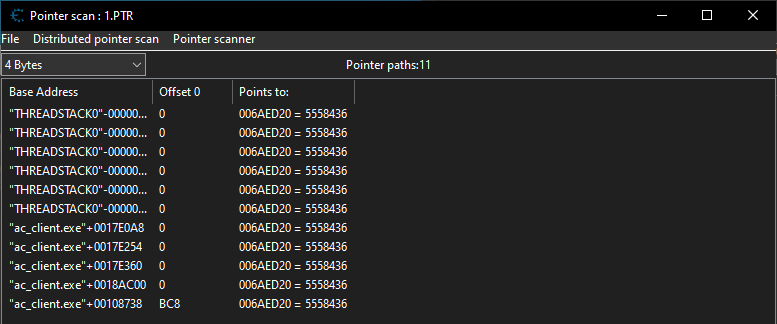 Pointer scan : 1.PTR
File Distributed pointer scan Pointer scanner
4 Bytes Pointer paths:11
Base Address Offset 0 Points to:
"THREADSTACK0"-00000... 0 006AED20 = 5558436
"THREADSTACK0"-00000... 0 006AED20 = 5558436
"THREADSTACK0"-00000... 0 006AED20 = 5558436
"THREADSTACK0"-00000... 0 006AED20 = 5558436
"THREADSTACK0"-00000... 0 006AED20 = 5558436
"THREADSTACK0"-00000... 0 006AED20 = 5558436
"ac_client.exe"+0017E0A8 0 006AED20 = 5558436
"ac_client.exe"+0017E254 0 006AED20 = 5558436
"ac_client.exe"+0017E360 0 006AED20 = 5558436
"ac_client.exe"+0018AC00 0 006AED20 = 5558436
"ac_client.exe"+00108738 BC8 006AED20 = 5558436